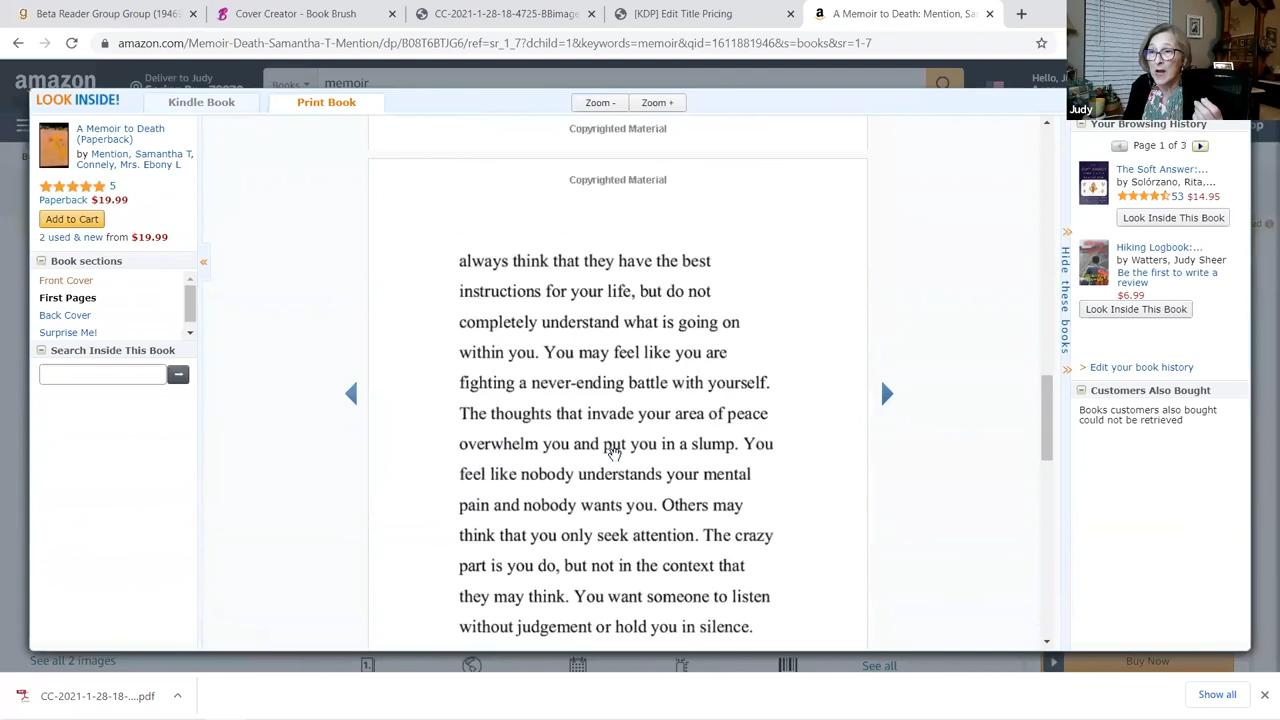 Beta Reader Group Group (1946)
Cover Creator - Book Brush
CC-2021-1-28-18-4725-BBimage
[KDP] Edit Title Pricing
A Memoir to Death: Mention, Sa
amazon.com/Memoir-Death-Samantha-T-Mention/
/ref=sr_1_7?dchild=1&keywords=memoir&qid=1611881946&s=books&sr=1-7
Judy
amazon
Deliver to Judy
Books
memoir
Hello, J
LOOK INSIDE!
Kindle Book
Print Book
Zoom -
Zoom +
A Memoir to Death
(Paperback)
by Mention, Samantha T,
Connely, Mrs. Ebony L
5
Paperback $19.99
Add to Cart
2 used & new from $19.99
Book sections
Front Cover
First Pages
Back Cover
Surprise Me!
Search Inside This Book
Copyrighted Material
Copyrighted Material
always think that they have the best
instructions for your life, but do not
completely understand what is going on
within you. You may feel like you are
fighting a never-ending battle with yourself.
The thoughts that invade your area of peace
overwhelm you and put you in a slump. You
feel like nobody understands your mental
pain and nobody wants you. Others may
think that you only seek attention. The crazy
part is you do, but not in the context that
they may think. You want someone to listen
without judgement or hold you in silence.
Hide these books
Your Browsing History
Page 1 of 3
The Soft Answer:...
by Solórzano, Rita,...
53 $14.95
Look Inside This Book
Hiking Logbook:...
by Watters, Judy Sheer
Be the first to write a
review
$6.99
Look Inside This Book
> Edit your book history
Customers Also Bought
Books customers also bought
could not be retrieved
See all 2 images
See all
Buy Now
CC-2021-1-28-18-....pdf
Show all